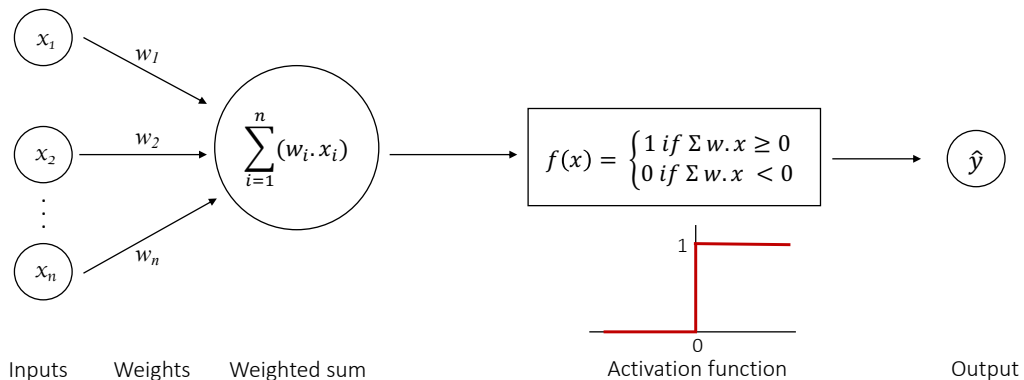 x₁
w₁
x₂
w₂
.
.
.
xₙ
wₙ
n
∑(wᵢ.xᵢ)
i=1
f(x) = {1 if Σ w.x ≥ 0
0 if Σ w.x < 0
ŷ
1
0
Inputs Weights Weighted sum Activation function Output